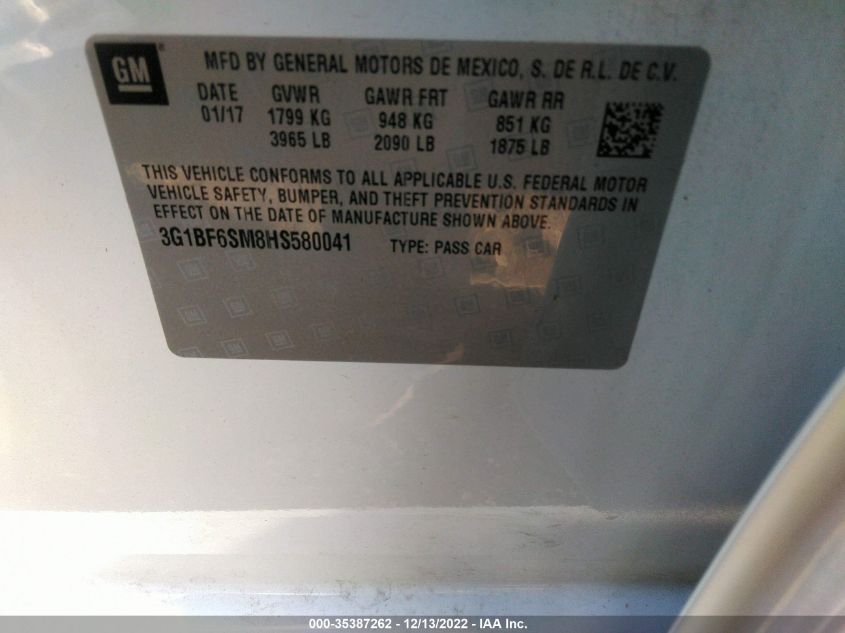 GM
MFD BY GENERAL MOTORS DE MEXICO, S. DE R.L. DE C.V.
DATE GVWR GAWR FRT GAWR RR
01/17 1799 KG 948 KG 851 KG
3965 LB 2090 LB 1875 LB
THIS VEHICLE CONFORMS TO ALL APPLICABLE U.S. FEDERAL MOTOR
VEHICLE SAFETY, BUMPER, AND THEFT PREVENTION STANDARDS IN
EFFECT ON THE DATE OF MANUFACTURE SHOWN ABOVE.
3G1BF6SM8HS580041 TYPE: PASS CAR
000-35387262 - 12/13/2022 - IAA Inc.